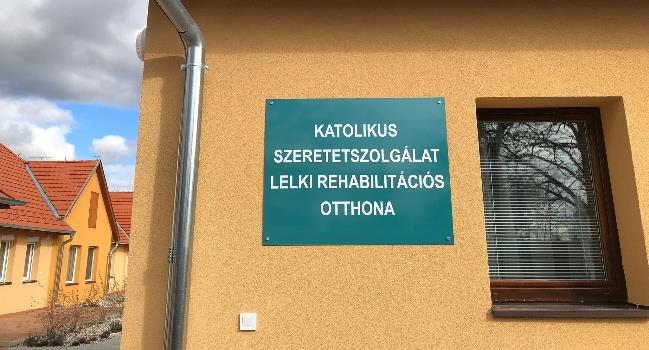 KATOLIKUS
SZERETETSZOLGÁLAT
LELKI REHABILITÁCIÓS
OTTHONA